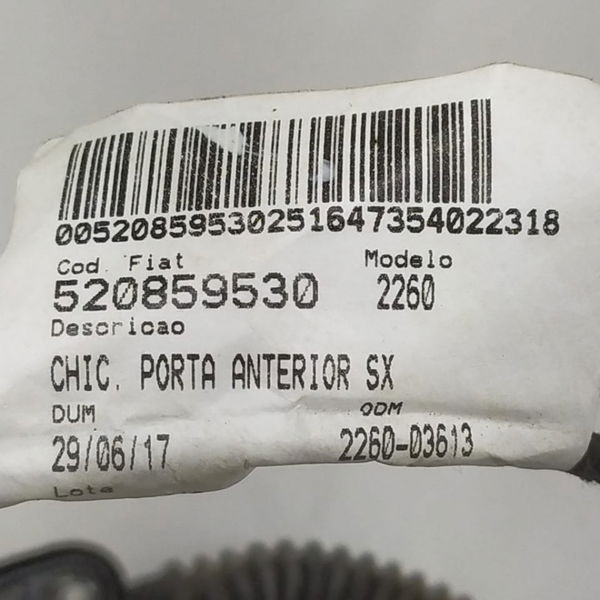 00520859530251647354022318
Cod. Fiat Modelo
520859530 2260
Descricao
CHIC. PORTA ANTERIOR SX
DUM ODM
29/06/17 2260-03613
Lote